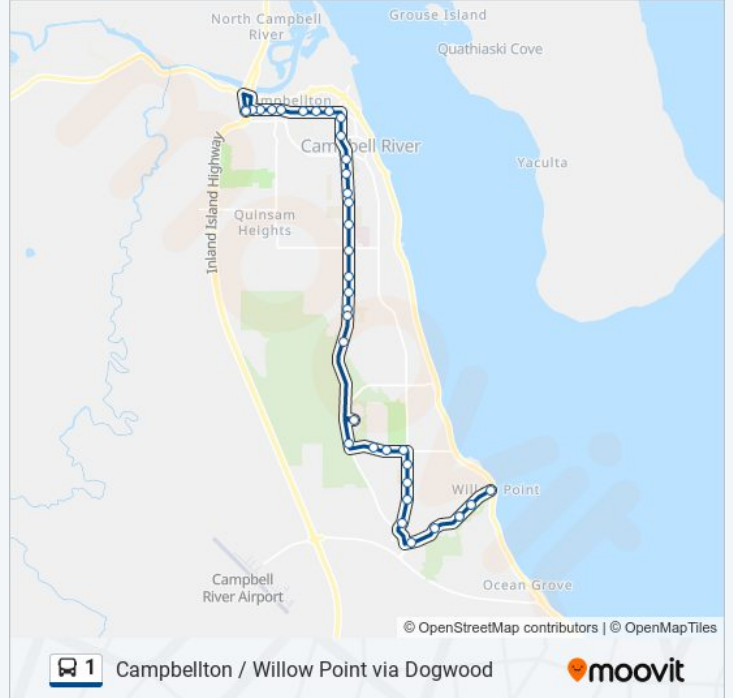 Grouse Island
North Campbell
River
Quathiaski Cove
mpbellton
Campbell River
Yaculta
Inland Island Highway
Quinsam
Heights
Willow Point
Campbell
River Airport
Ocean Grove
© OpenStreetMap contributors | © OpenMapTiles
1 Campbellton / Willow Point via Dogwood
moovit